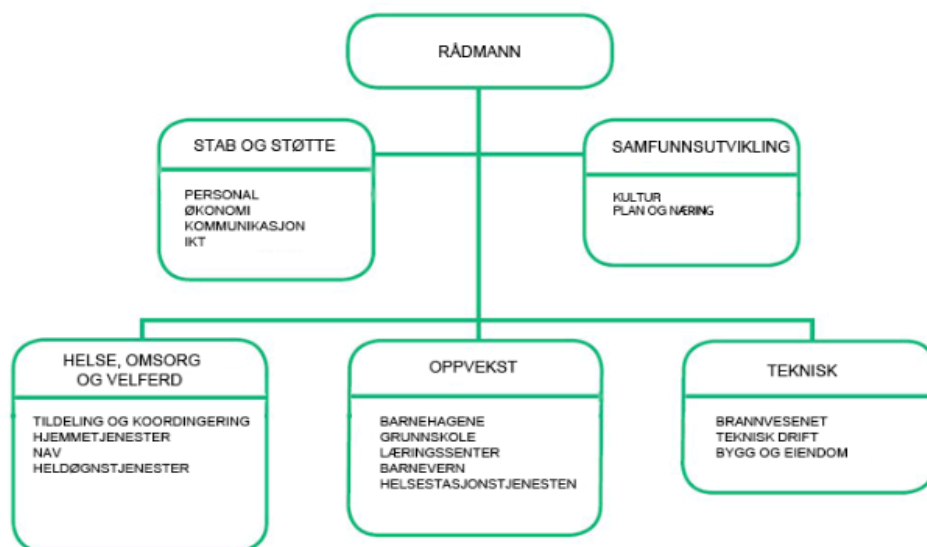 RÅDMANN
STAB OG STØTTE
PERSONAL
ØKONOMI
KOMMUNIKASJON
IKT
SAMFUNNSUTVIKLING
KULTUR
PLAN OG NÆRING
HELSE, OMSORG
OG VELFERD
TILDELING OG KOORDINGERING
HJEMMETJENESTER
NAV
HELDØGNSTJENESTER
OPPVEKST
BARNEHAGENE
GRUNNSKOLE
LÆRINGSSENTER
BARNEVERN
HELSESTASJONSTJENESTEN
TEKNISK
BRANNVESENET
TEKNISK DRIFT
BYGG OG EIENDOM